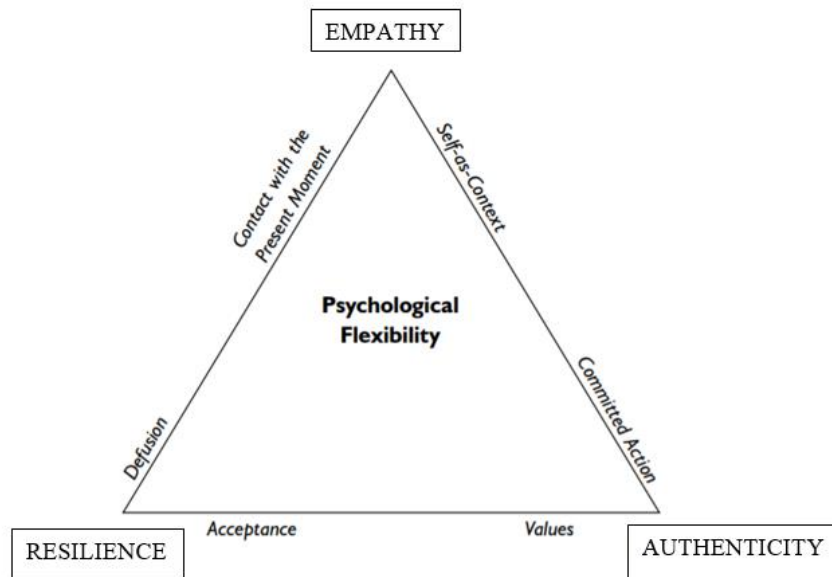 EMPATHY
Contact with the
Present Moment
Self-as-Context
Psychological
Flexibility
Defusion
Committed Action
Acceptance
Values
RESILIENCE
AUTHENTICITY